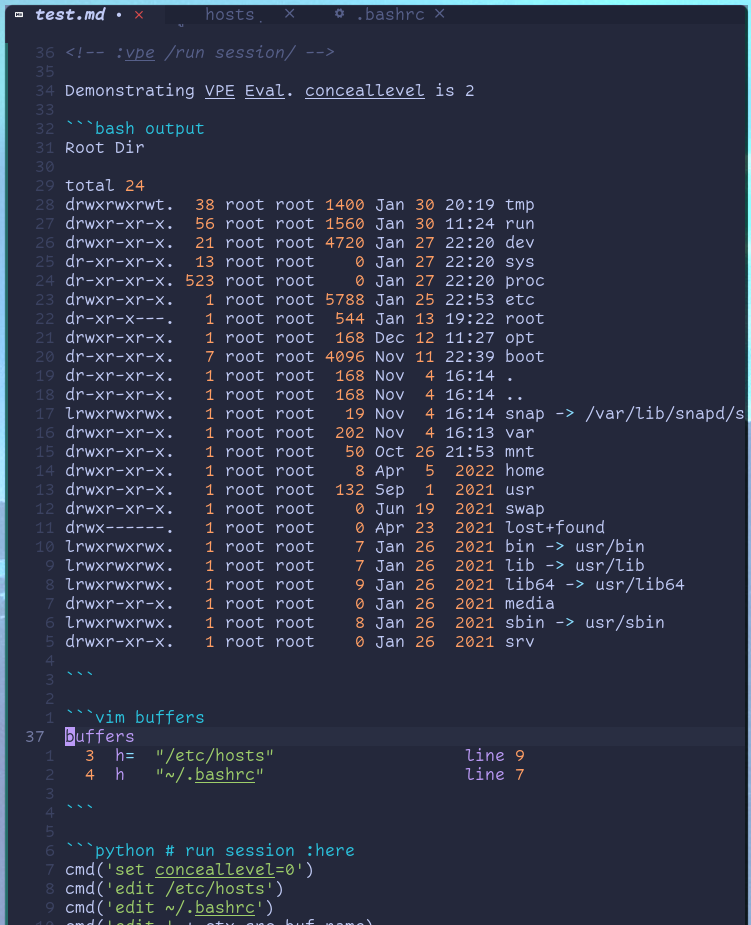 test.md • ×   hosts ×   .bashrc ×
36 <!-- :vpe /run session/ -->
35
34 Demonstrating VPE Eval. conceallevel is 2
33
32 ```bash output
31 Root Dir
30
29 total 24
28 drwxrwxrwt.  38 root root 1400 Jan 30 20:19 tmp
27 drwxr-xr-x.  56 root root 1560 Jan 30 11:24 run
26 drwxr-xr-x.  21 root root 4720 Jan 27 22:20 dev
25 dr-xr-xr-x.  13 root root    0 Jan 27 22:20 sys
24 dr-xr-xr-x. 523 root root    0 Jan 27 22:20 proc
23 drwxr-xr-x.   1 root root 5788 Jan 25 22:53 etc
22 dr-xr-x---.   1 root root  544 Jan 13 19:22 root
21 drwxr-xr-x.   1 root root  168 Dec 12 11:27 opt
20 dr-xr-xr-x.   7 root root 4096 Nov 11 22:39 boot
19 dr-xr-xr-x.   1 root root  168 Nov  4 16:14 .
18 dr-xr-xr-x.   1 root root  168 Nov  4 16:14 ..
17 lrwxrwxrwx.   1 root root   19 Nov  4 16:14 snap -> /var/lib/snapd/s
16 drwxr-xr-x.   1 root root  202 Nov  4 16:13 var
15 drwxr-xr-x.   1 root root   50 Oct 26 21:53 mnt
14 drwxr-xr-x.   1 root root    8 Apr  5  2022 home
13 drwxr-xr-x.   1 root root  132 Sep  1  2021 usr
12 drwxr-xr-x.   1 root root    0 Jun 19  2021 swap
11 drwx------.   1 root root    0 Apr 23  2021 lost+found
10 lrwxrwxrwx.   1 root root    7 Jan 26  2021 bin -> usr/bin
9 lrwxrwxrwx.   1 root root    7 Jan 26  2021 lib -> usr/lib
8 lrwxrwxrwx.   1 root root    9 Jan 26  2021 lib64 -> usr/lib64
7 drwxr-xr-x.   1 root root    0 Jan 26  2021 media
6 lrwxrwxrwx.   1 root root    8 Jan 26  2021 sbin -> usr/sbin
5 drwxr-xr-x.   1 root root    0 Jan 26  2021 srv
4
3 ```
2
1 ```vim buffers
37 buffers
1   3  h=  "/etc/hosts"                   line 9
2   4  h   "~/.bashrc"                    line 7
3
4 ```
5
6 ```python # run session :here
7 cmd('set conceallevel=0')
8 cmd('edit /etc/hosts')
9 cmd('edit ~/.bashrc')
10 cmd('edit ' + ctx.src_buf_name)